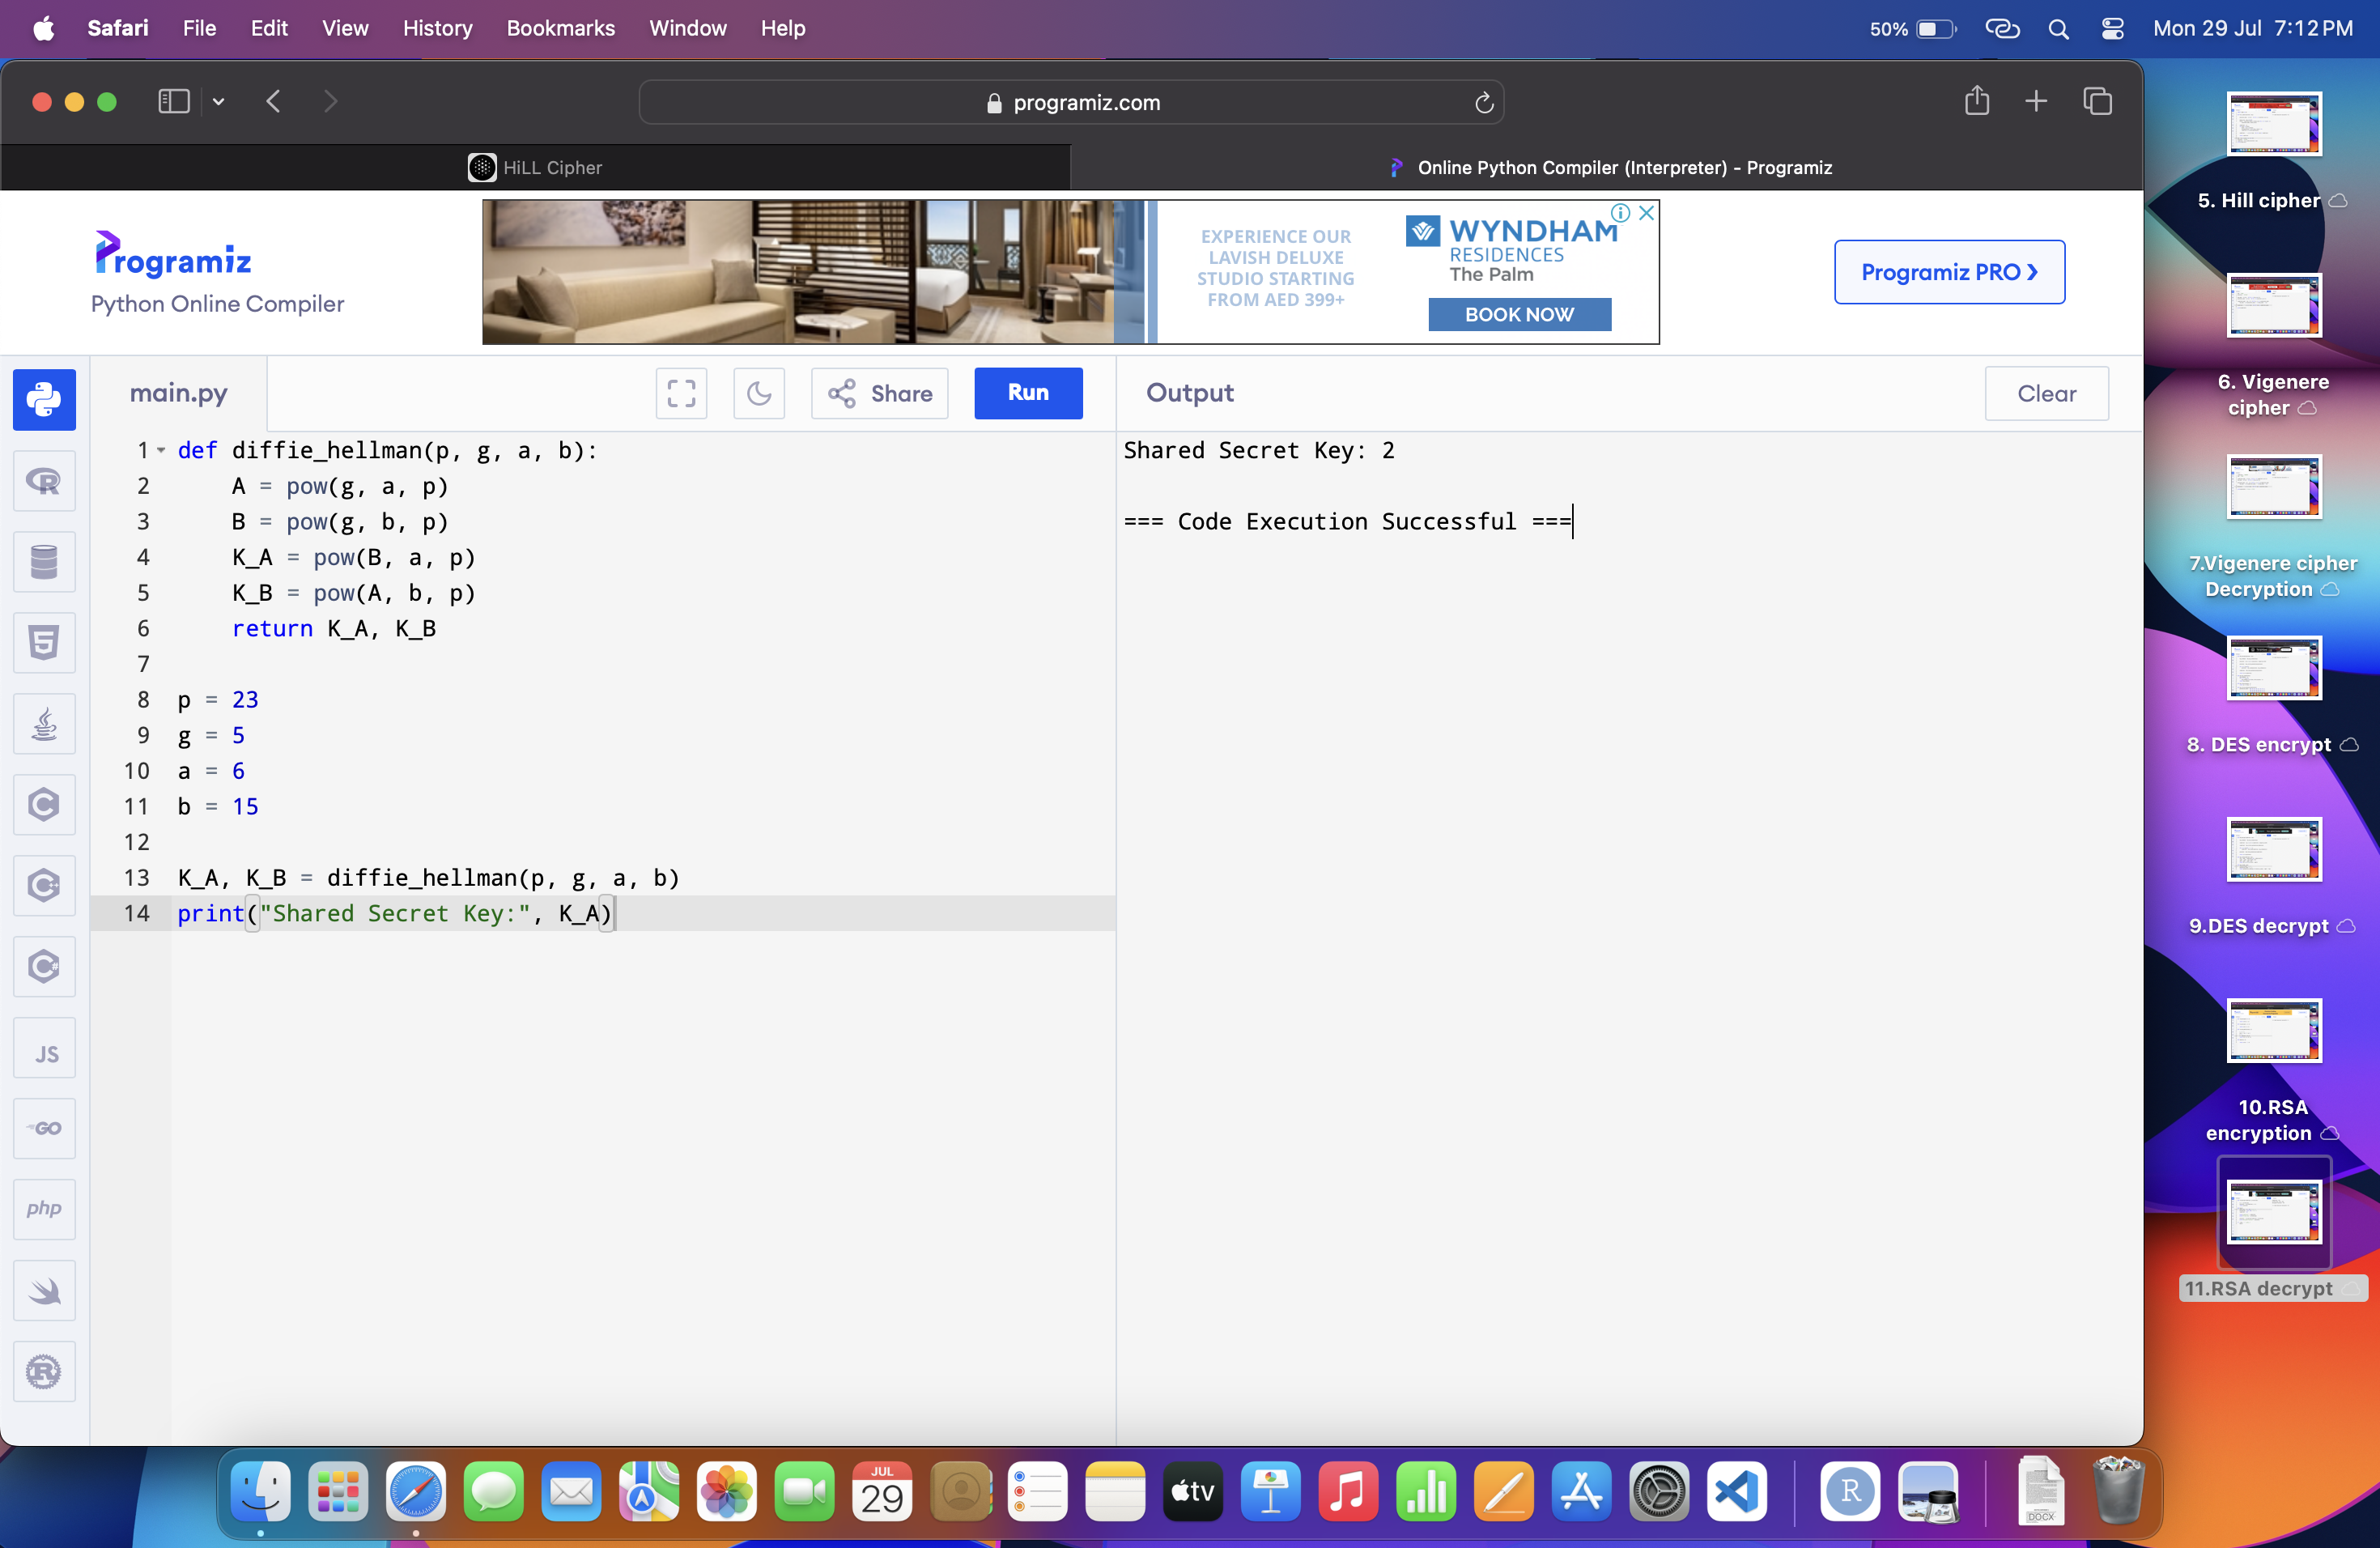 Safari File Edit View History Bookmarks Window Help 50% Mon 29 Jul 7:12 PM
programiz.com
HiLL Cipher
Online Python Compiler (Interpreter) - Programiz
Programiz
Python Online Compiler
EXPERIENCE OUR
LAVISH DELUXE
STUDIO STARTING
FROM AED 399+
WYNDHAM
RESIDENCES
The Palm
BOOK NOW
Programiz PRO ❯
main.py
Share
Run
Output
Clear
1 def diffie_hellman(p, g, a, b):
2     A = pow(g, a, p)
3     B = pow(g, b, p)
4     K_A = pow(B, a, p)
5     K_B = pow(A, b, p)
6     return K_A, K_B
7
8 p = 23
9 g = 5
10 a = 6
11 b = 15
12
13 K_A, K_B = diffie_hellman(p, g, a, b)
14 print("Shared Secret Key:", K_A)
Shared Secret Key: 2
=== Code Execution Successful ===
R
5
C
C
C
JS
GO
php
R
5. Hill cipher
6. Vigenere
cipher
7.Vigenere cipher
Decryption
8. DES encrypt
9.DES decrypt
10.RSA
encryption
11.RSA decrypt
JUL
29
tv
R
DOCX